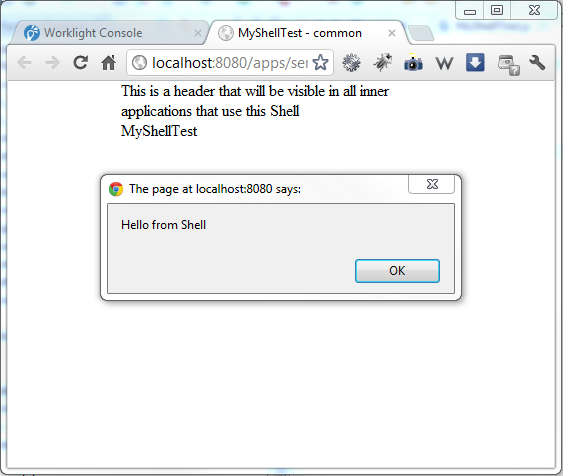 Worklight Console
MyShellTest - common
localhost:8080/apps/ser
This is a header that will be visible in all inner
applications that use this Shell
MyShellTest
The page at localhost:8080 says:
Hello from Shell
OK